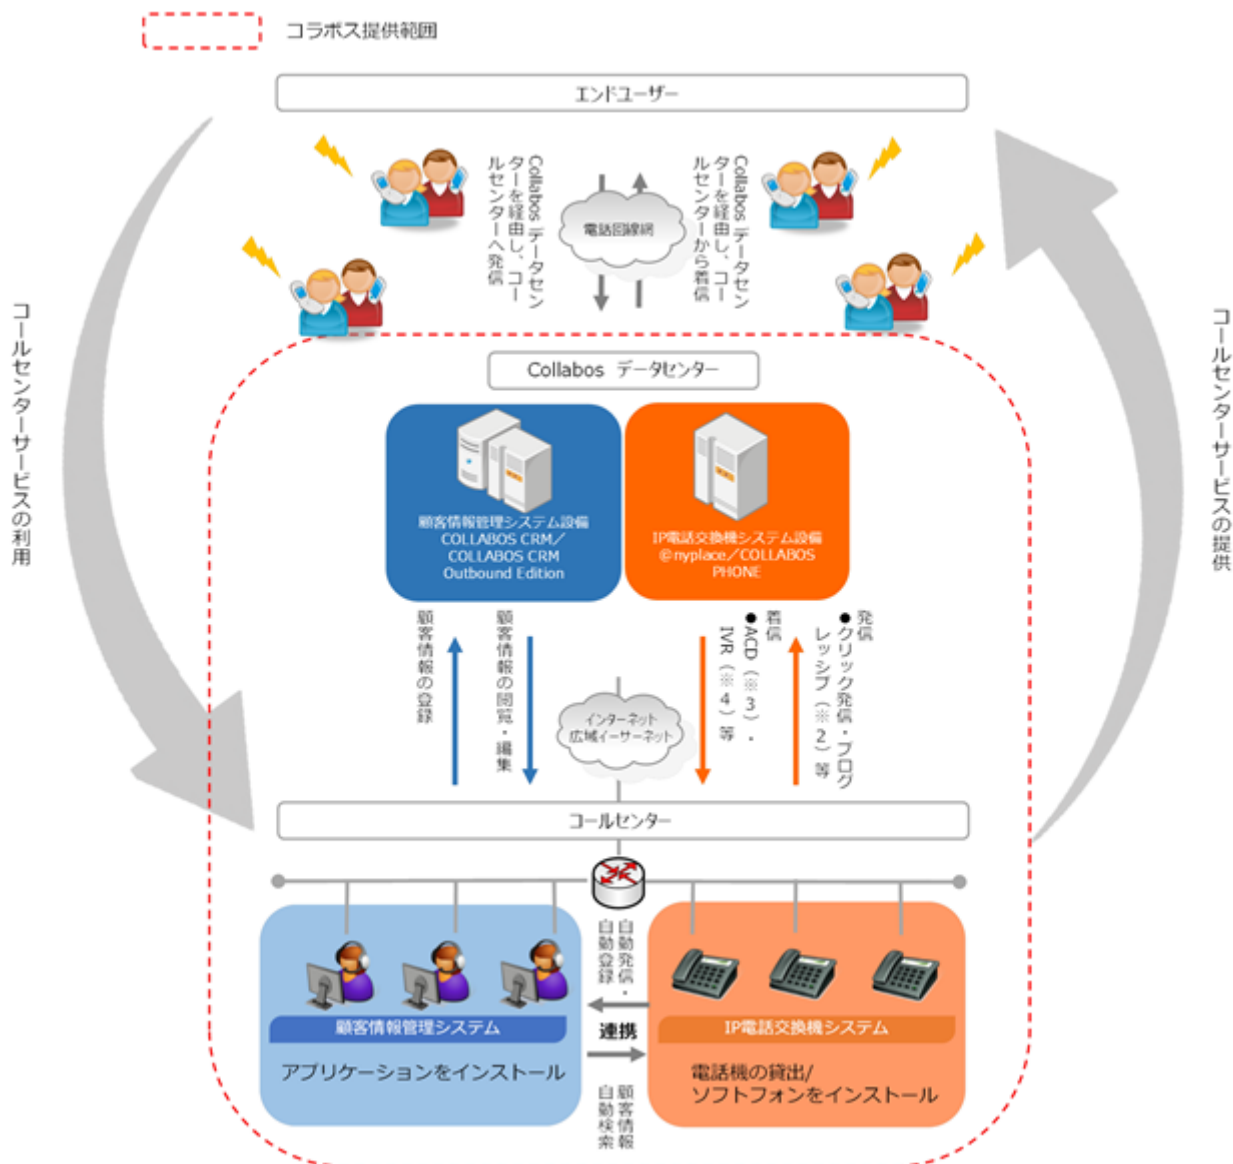 コラボス提供範囲
エンドユーザー
Collabos データセン
ターを経由し、コー
ルセンターへ発信
電話回線網
Collabos データセン
ターを経由し、コー
ルセンターから着信
コールセンターサービスの利用
コールセンターサービスの提供
Collabos データセンター
顧客情報管理システム設備
COLLABOS CRM／
COLLABOS CRM
Outbound Edition
IP電話交換機システム設備
@nyplace／COLLABOS
PHONE
顧客情報の登録
顧客情報の閲覧・編集
インターネット
広域イーサーネット
着信
●ACD（※3）・
IVR（※4）等
発信
●クリック発信・プログ
レッシブ（※2）等
コールセンター
自動発信・
自動登録
連携
顧客情報
自動検索
顧客情報管理システム
アプリケーションをインストール
IP電話交換機システム
電話機の貸出/
ソフトフォンをインストール